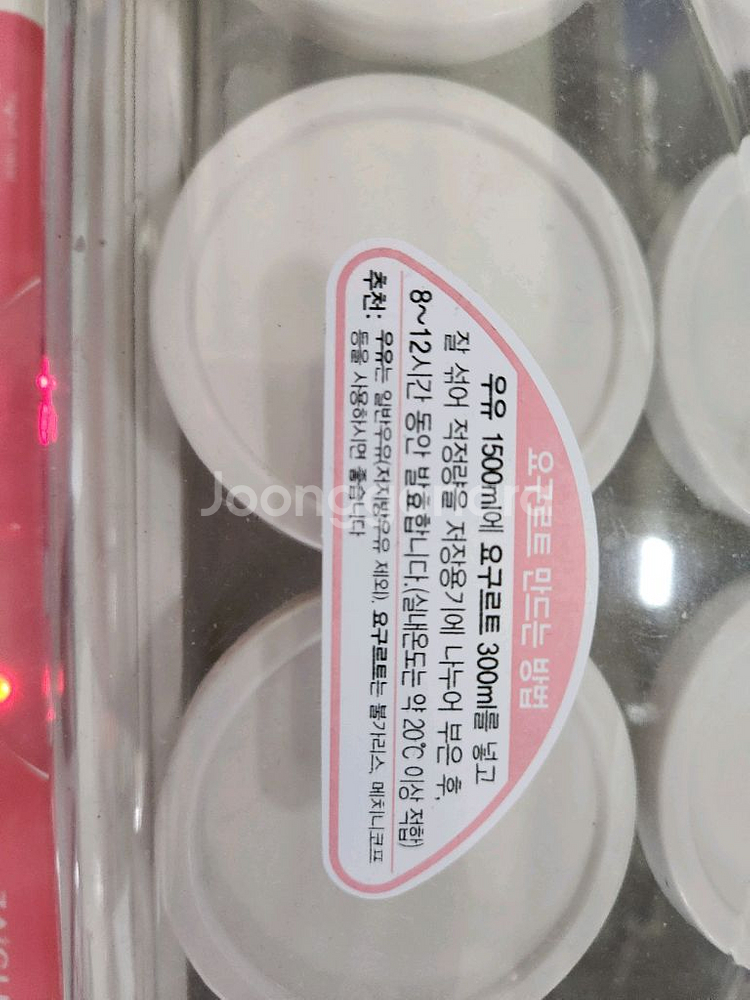 요구르트 만드는 방법
우유 1500ml에 요구르트 300ml를 넣고
잘 섞어 적정량을 저장용기에 나누어 부은 후,
8~12시간 동안 발효합니다.(실내온도는 약 20℃ 이상 적합)
추천: 우유는 일반우유(저지방우유 제외), 요구르트는 불가리스, 메치니코프
등을 사용하시면 좋습니다